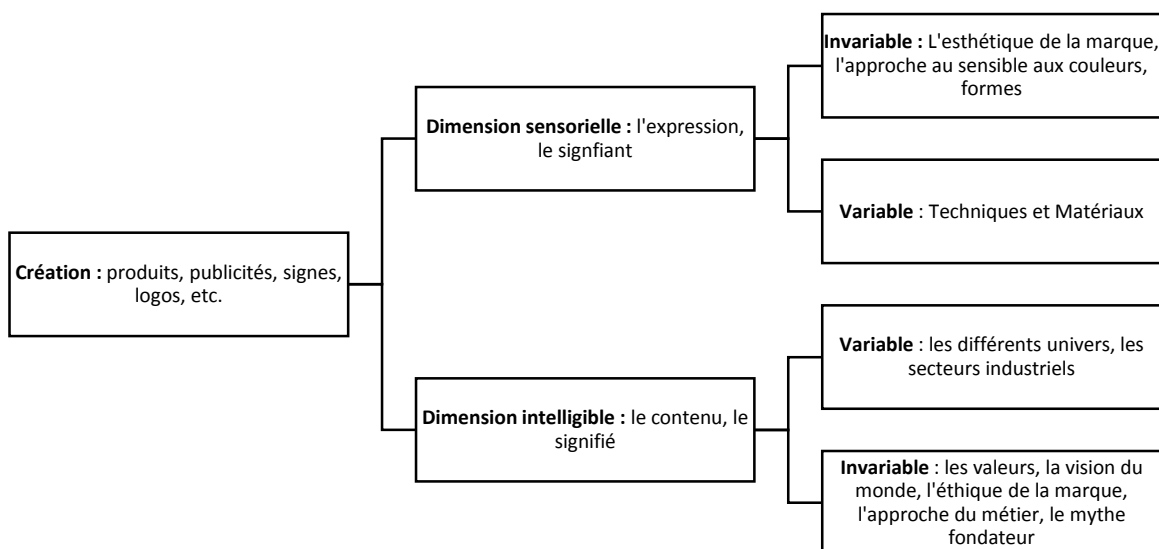 Invariable : L'esthétique de la marque,
l'approche au sensible aux couleurs,
formes
Dimension sensorielle : l'expression,
le signfiant
Variable : Techniques et Matériaux
Création : produits, publicités, signes,
logos, etc.
Variable : les différents univers, les
secteurs industriels
Dimension intelligible : le contenu, le
signifié
Invariable : les valeurs, la vision du
monde, l'éthique de la marque,
l'approche du métier, le mythe
fondateur